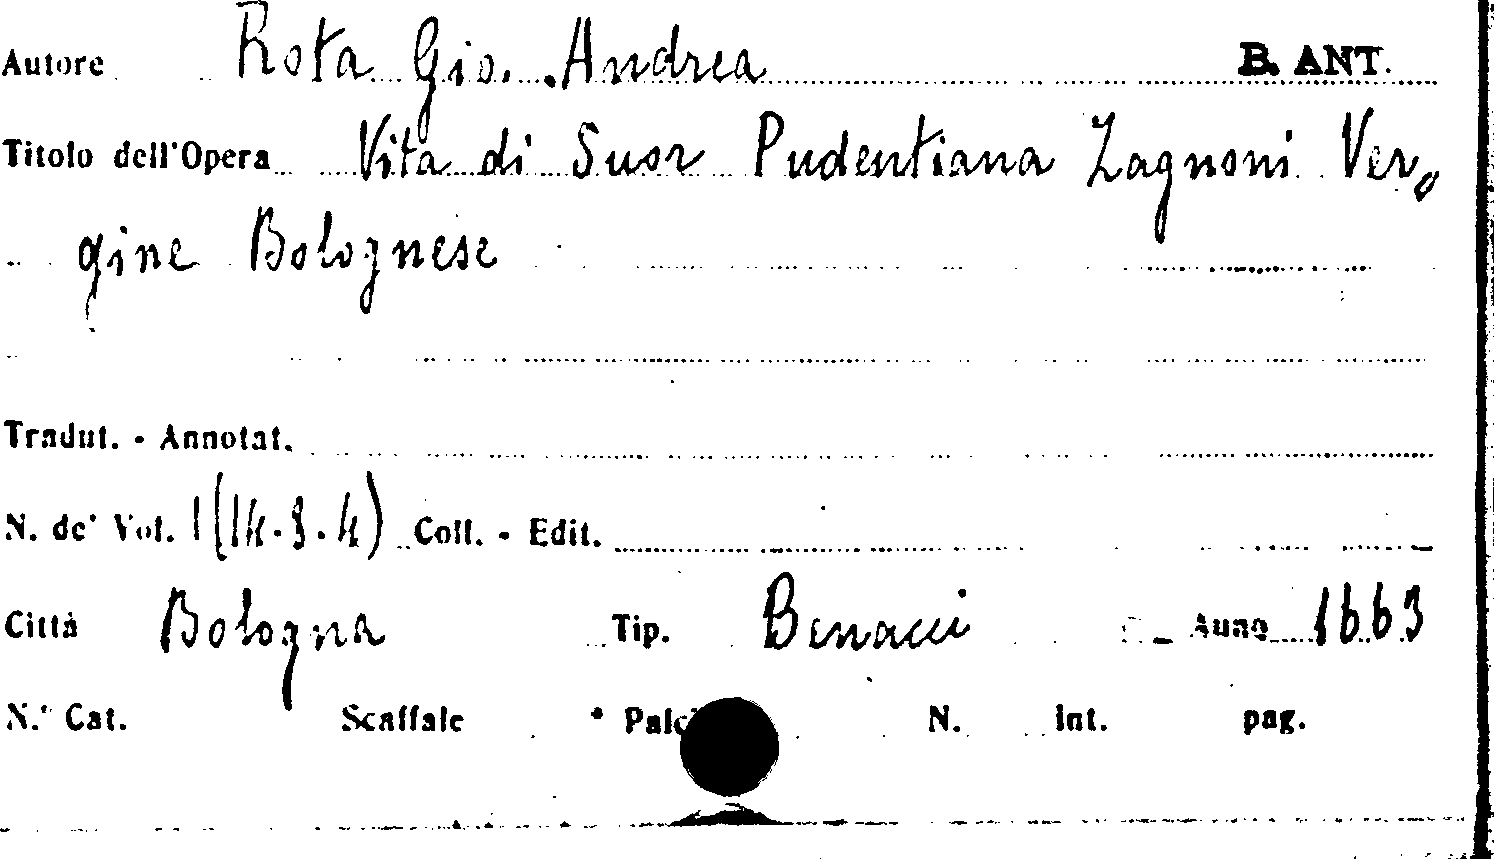 Autore Rota Gio. Andrea B. ANT.
Titolo dell'Opera Vita di Suor Pudentiana Zagnoni Ver-
gine Bolognese
Tradut. - Annotat.
N. de' Vol. 1 (14.3.4) Coll. - Edit.
Città Bologna Tip. Benacci Anno 1663
N.° Cat. Scaffale Palc N. int. pag.